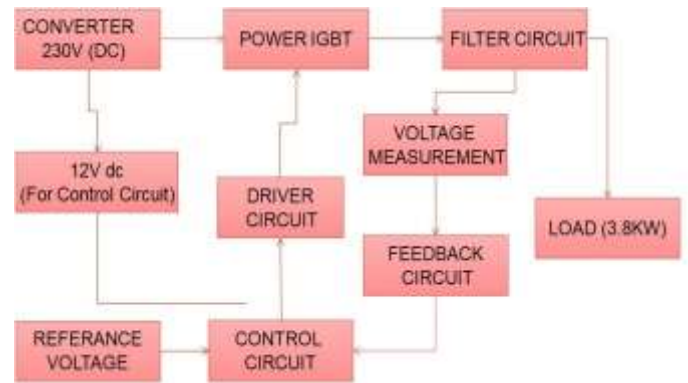 CONVERTER
230V (DC)
POWER IGBT
FILTER CIRCUIT
12V dc
(For Control Circuit)
DRIVER
CIRCUIT
VOLTAGE
MEASUREMENT
LOAD (3.8KW)
FEEDBACK
CIRCUIT
REFERANCE
VOLTAGE
CONTROL
CIRCUIT